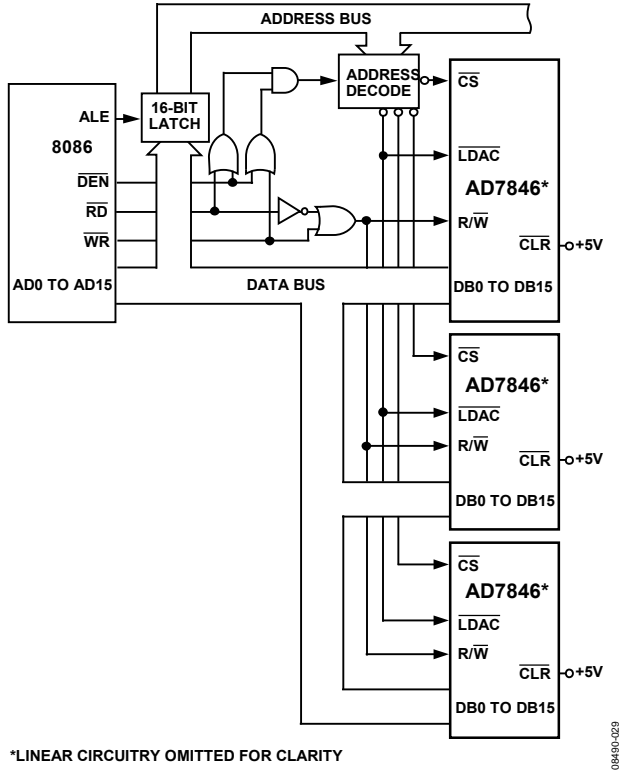 ADDRESS BUS
ALE
16-BIT
LATCH
8086
DEN
RD
WR
AD0 TO AD15
DATA BUS
ADDRESS
DECODE
CS
LDAC
AD7846*
R/W
CLR
+5V
DB0 TO DB15
CS
AD7846*
LDAC
R/W
CLR
+5V
DB0 TO DB15
CS
AD7846*
LDAC
R/W
CLR
+5V
DB0 TO DB15
*LINEAR CIRCUITRY OMITTED FOR CLARITY
08490-029